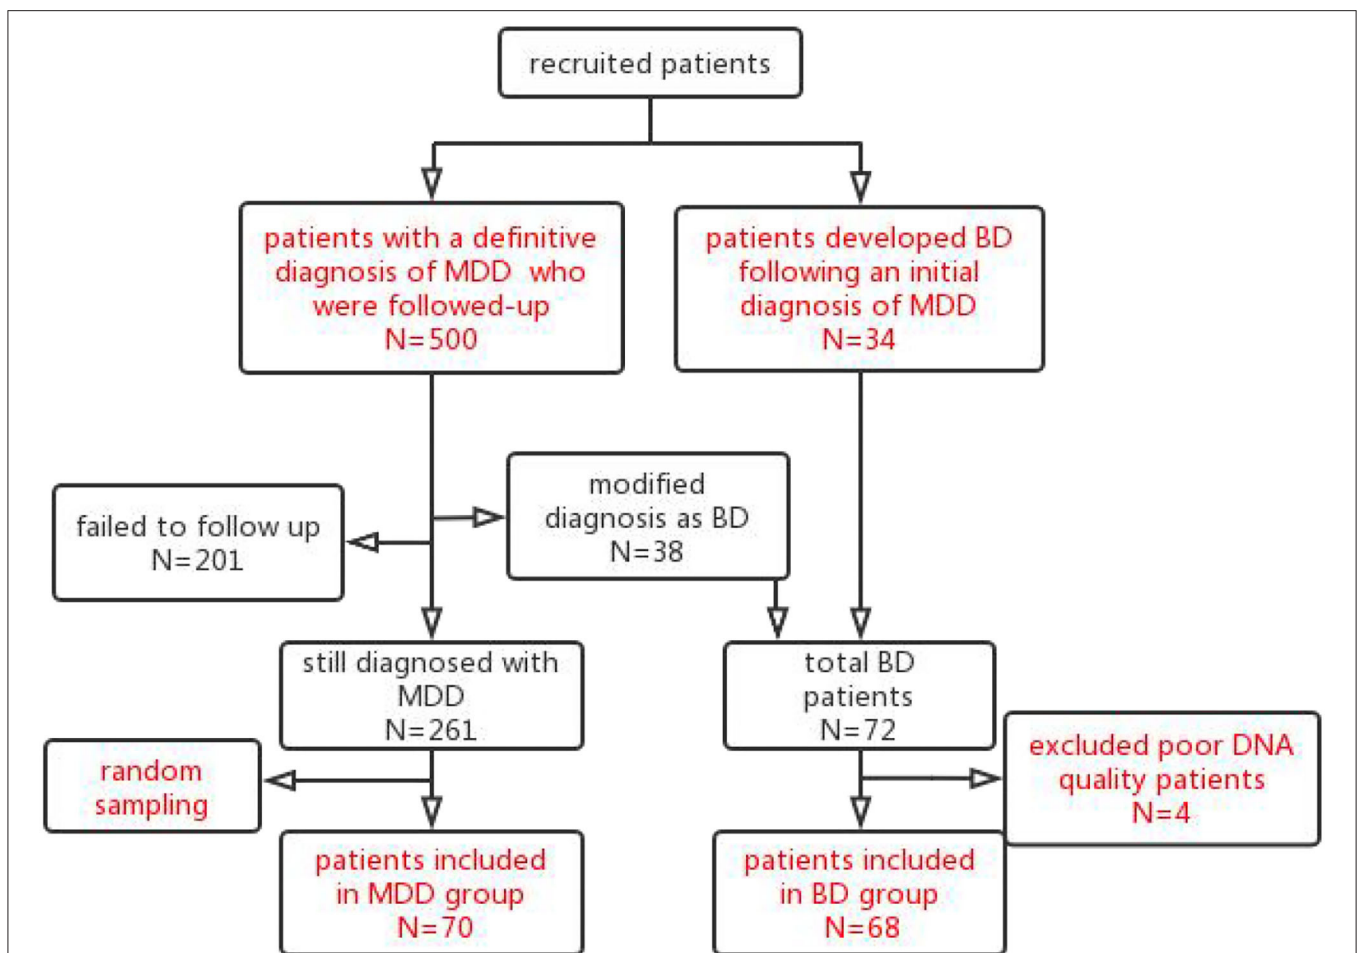 recruited patients
patients with a definitive
diagnosis of MDD who
were followed-up
N=500
patients developed BD
following an initial
diagnosis of MDD
N=34
failed to follow up
N=201
modified
diagnosis as BD
N=38
still diagnosed with
MDD
N=261
total BD
patients
N=72
random
sampling
excluded poor DNA
quality patients
N=4
patients included
in MDD group
N=70
patients included
in BD group
N=68